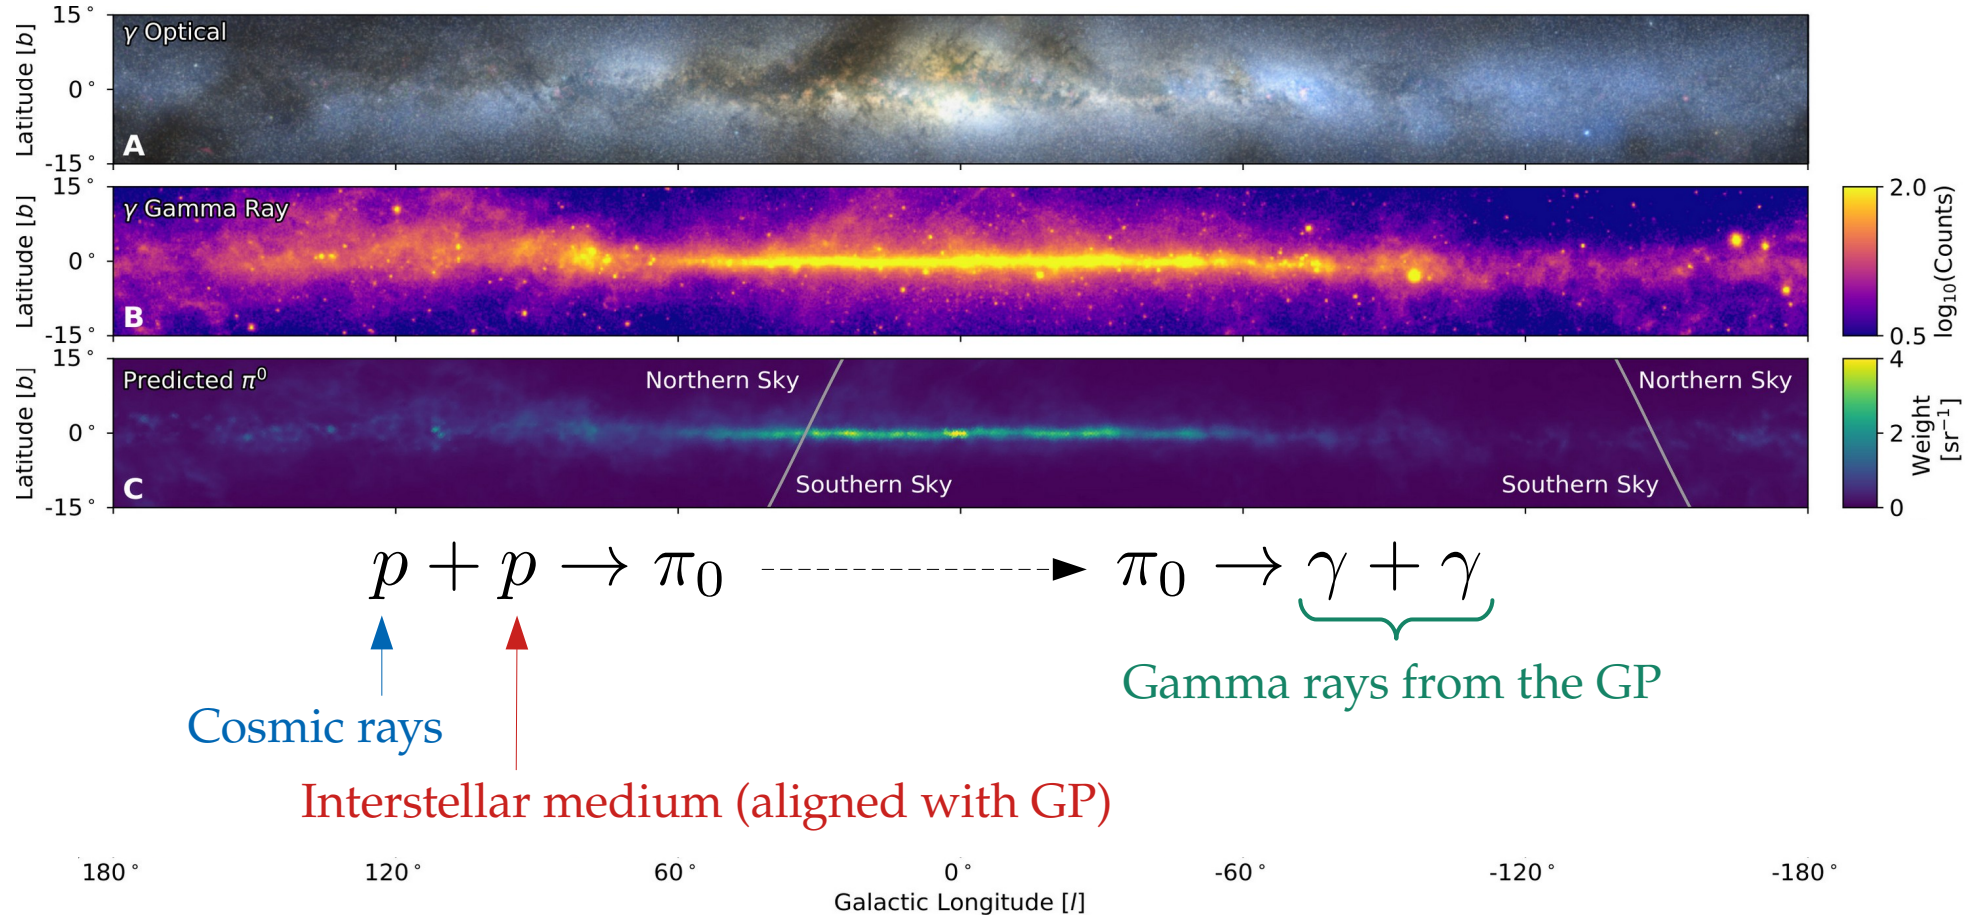 15°
γ Optical
Latitude [b]
0°
A
-15°
15°
γ Gamma Ray
Latitude [b]
0°
B
-15°
2.0
log10(Counts)
0.5
15°
Predicted π⁰
Northern Sky
Northern Sky
Latitude [b]
0°
C
Southern Sky
Southern Sky
-15°
4
2
0
Weight
[sr⁻¹]
p + p → π₀
π₀ → γ + γ
Gamma rays from the GP
Cosmic rays
Interstellar medium (aligned with GP)
180° 120° 60° 0° -60° -120° -180°
Galactic Longitude [l]